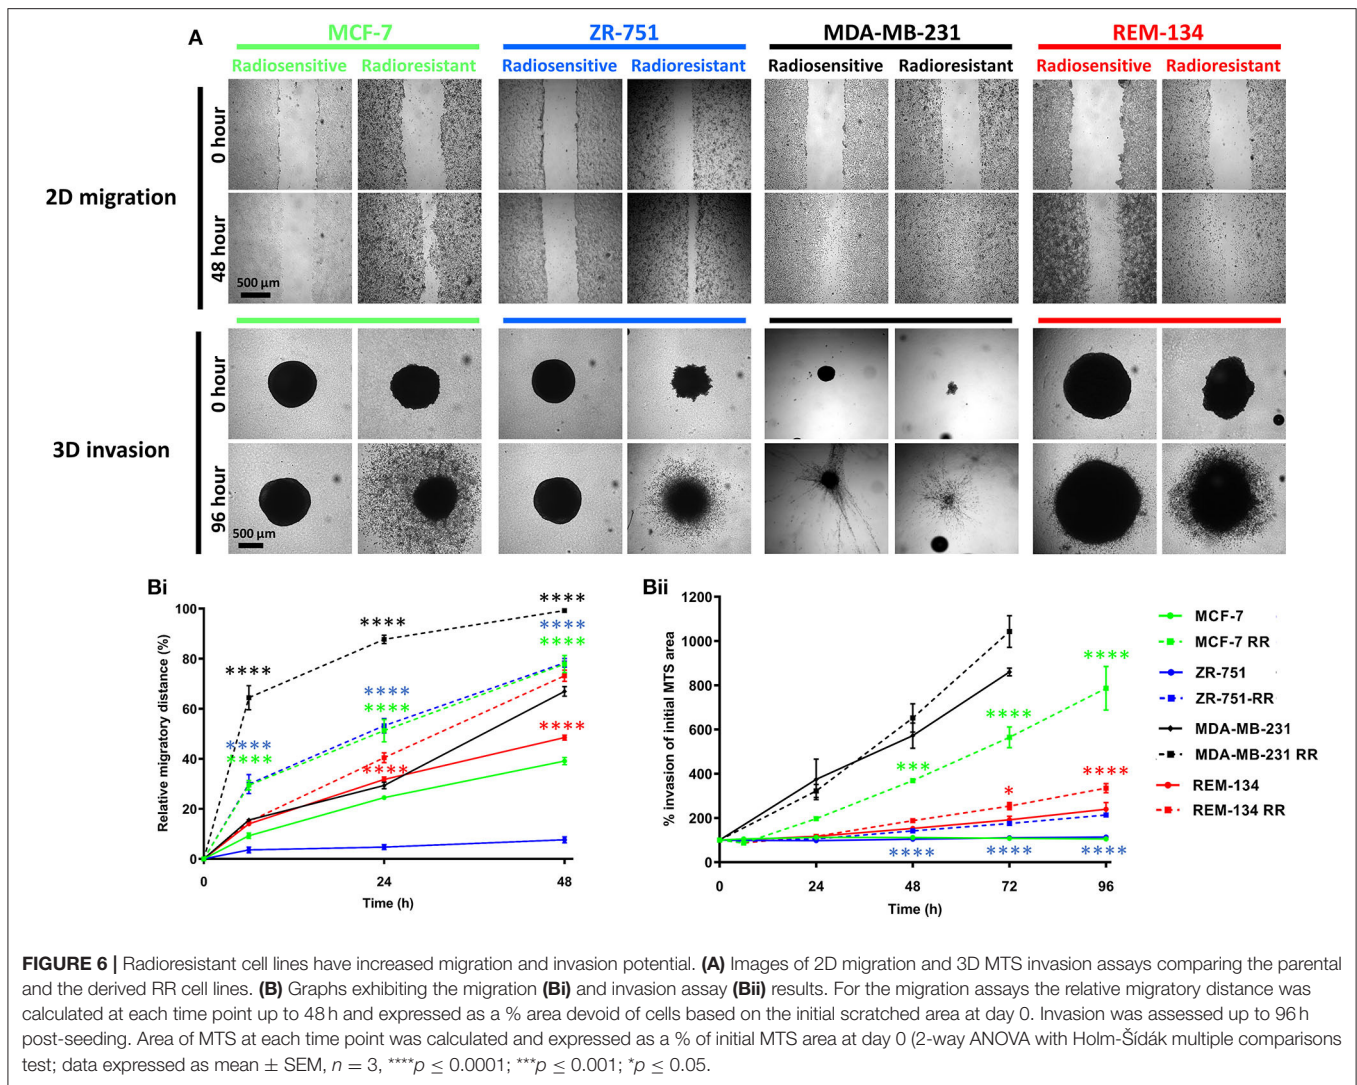 A
MCF-7
ZR-751
MDA-MB-231
REM-134
Radiosensitive Radioresistant
Radiosensitive Radioresistant
Radiosensitive Radioresistant
Radiosensitive Radioresistant
2D migration
0 hour
48 hour
500 µm
3D invasion
0 hour
96 hour
500 µm
Bi
Relative migratory distance (%)
100
80
60
40
20
0
0 24 48
Time (h)
****
****
****
****
****
****
****
****
****
****
****
Bii
% invasion of initial MTS area
1200
1000
800
600
400
200
0
0 24 48 72 96
Time (h)
***
****
****
*
****
****
****
****
MCF-7
MCF-7 RR
ZR-751
ZR-751-RR
MDA-MB-231
MDA-MB-231 RR
REM-134
REM-134 RR
FIGURE 6 | Radioresistant cell lines have increased migration and invasion potential. (A) Images of 2D migration and 3D MTS invasion assays comparing the parental
and the derived RR cell lines. (B) Graphs exhibiting the migration (Bi) and invasion assay (Bii) results. For the migration assays the relative migratory distance was
calculated at each time point up to 48 h and expressed as a % area devoid of cells based on the initial scratched area at day 0. Invasion was assessed up to 96 h
post-seeding. Area of MTS at each time point was calculated and expressed as a % of initial MTS area at day 0 (2-way ANOVA with Holm-Šídák multiple comparisons
test; data expressed as mean ± SEM, n = 3, ****p ≤ 0.0001; ***p ≤ 0.001; *p ≤ 0.05.